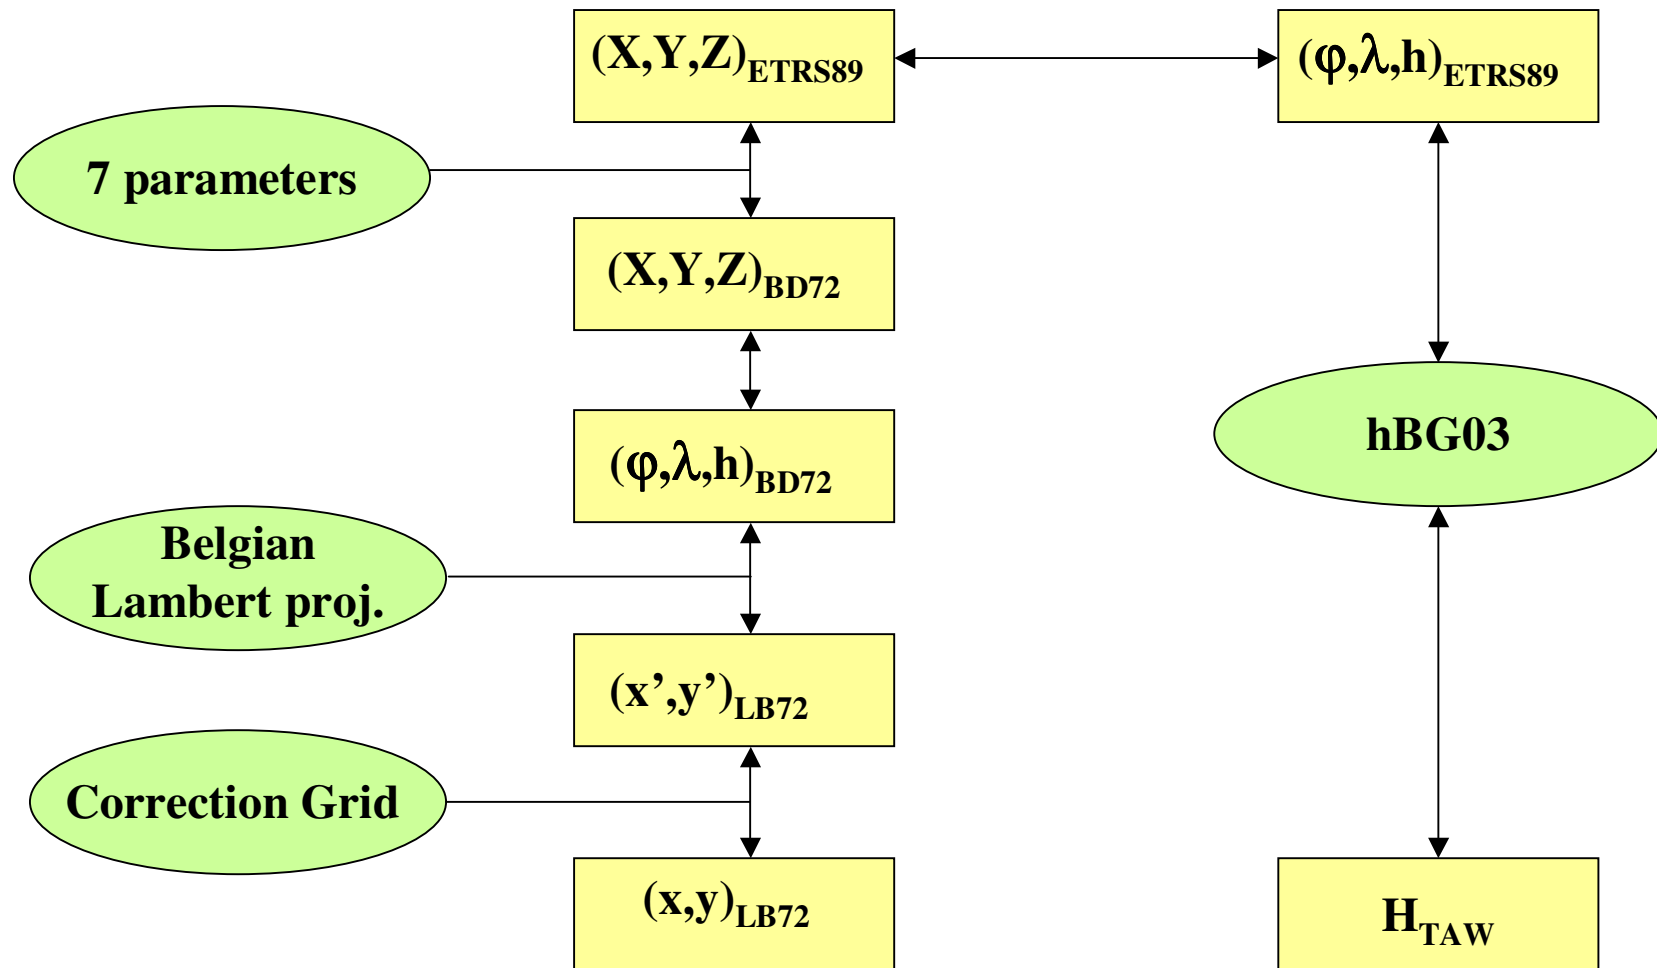 (X,Y,Z)ETRS89
(φ,λ,h)ETRS89
7 parameters
(X,Y,Z)BD72
hBG03
(φ,λ,h)BD72
Belgian
Lambert proj.
(x’,y’)LB72
Correction Grid
(x,y)LB72
HTAW